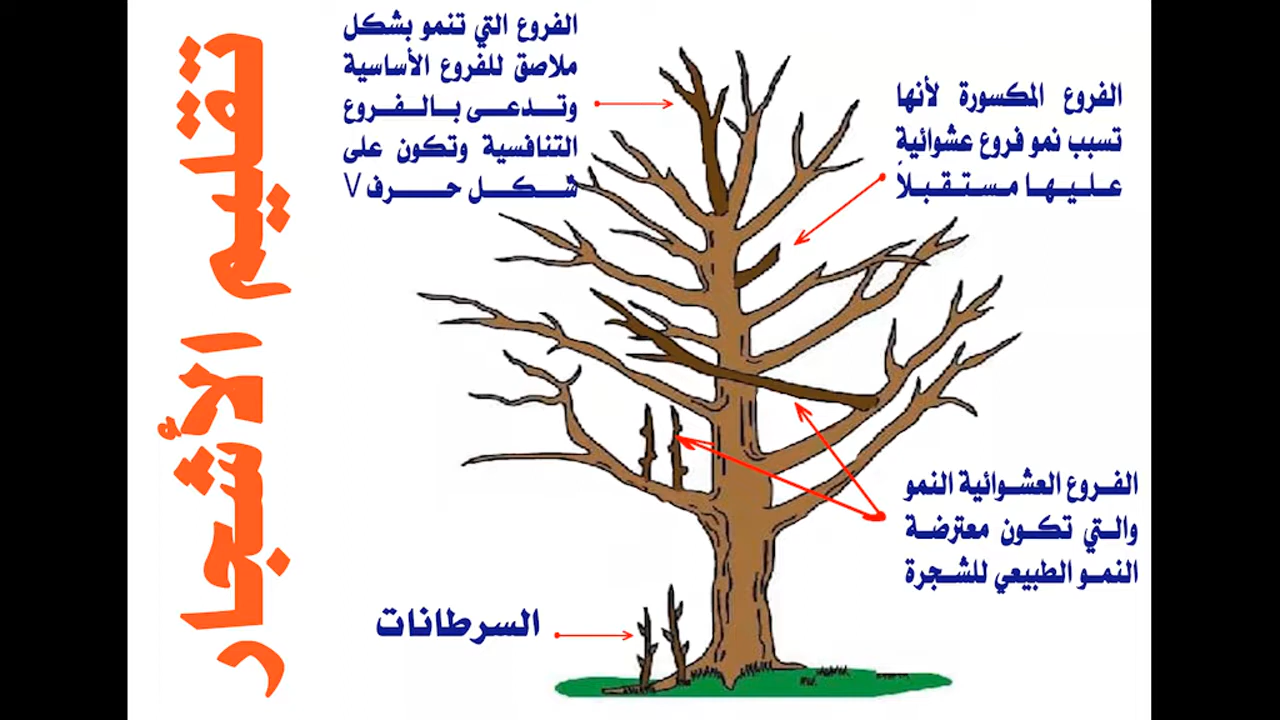 تقليم الأشجار
الفروع التي تنمو بشكل
ملاصق للفروع الأساسية
وتدعى بالفروع
التنافسية وتكون على
شكل حرف V
الفروع المكسورة لأنها
تسبب نمو فروع عشوائية
عليها مستقبلاً
الفروع العشوائية النمو
والتي تكون معترضة
النمو الطبيعي للشجرة
السرطانات